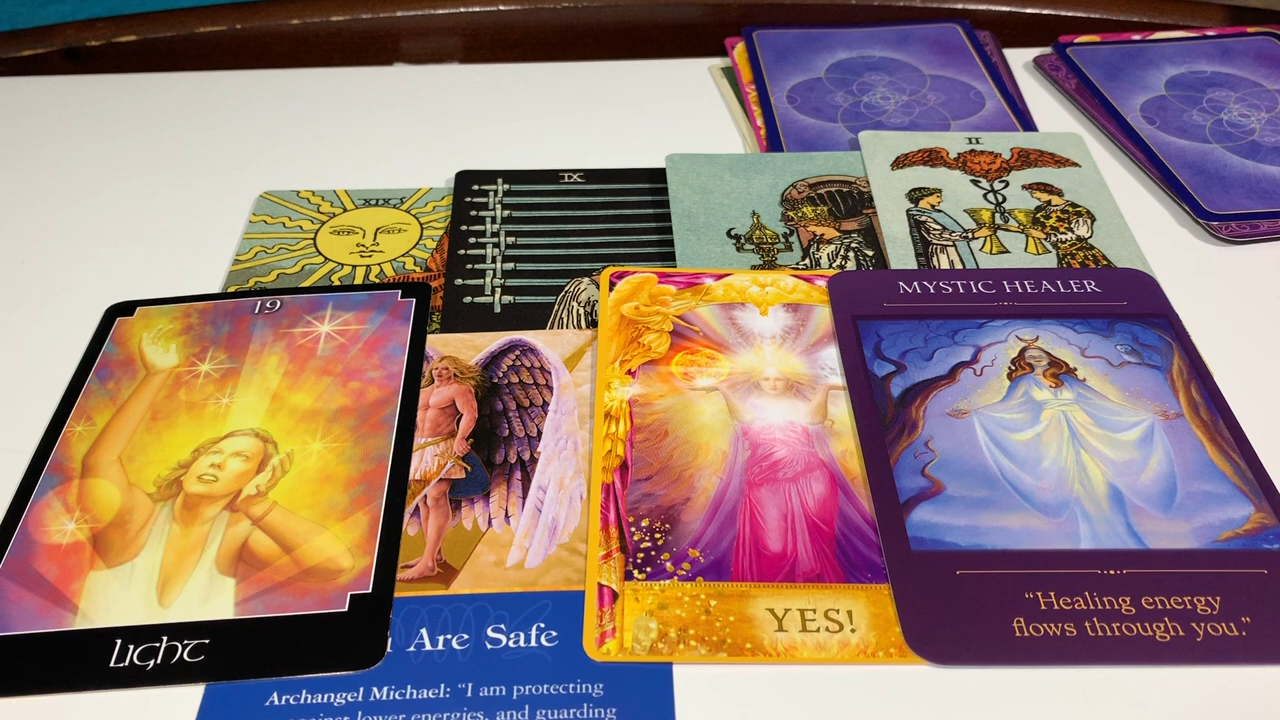 XIX
IX
II
19
LIGHT
Are Safe
Archangel Michael: “I am protecting
against lower energies, and guarding
YES!
MYSTIC HEALER
“Healing energy
flows through you.”